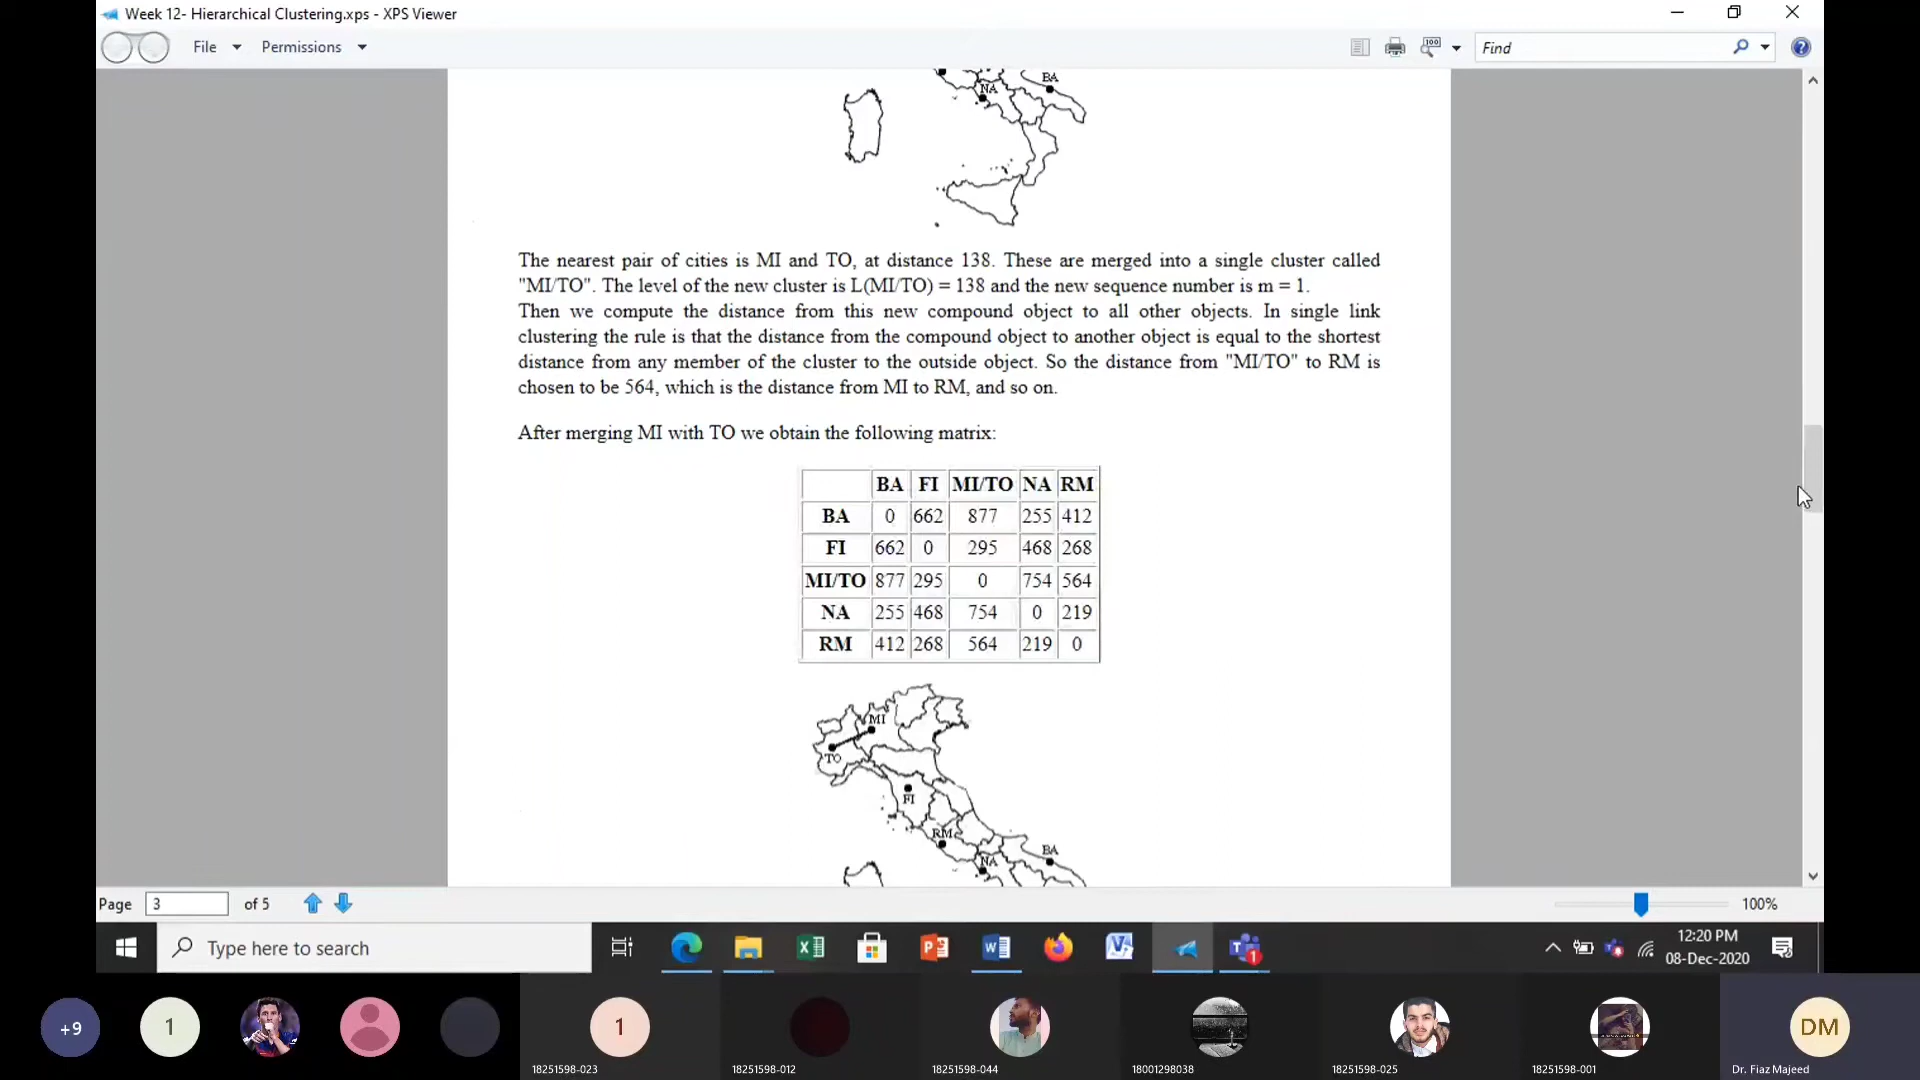 Week 12- Hierarchical Clustering.xps - XPS Viewer
File Permissions
100
Find
BA
NA
The nearest pair of cities is MI and TO, at distance 138. These are merged into a single cluster called
"MI/TO". The level of the new cluster is L(MI/TO) = 138 and the new sequence number is m = 1.
Then we compute the distance from this new compound object to all other objects. In single link
clustering the rule is that the distance from the compound object to another object is equal to the shortest
distance from any member of the cluster to the outside object. So the distance from "MI/TO" to RM is
chosen to be 564, which is the distance from MI to RM, and so on.
After merging MI with TO we obtain the following matrix:
BA FI MI/TO NA RM
BA 0 662 877 255 412
FI 662 0 295 468 268
MI/TO 877 295 0 754 564
NA 255 468 754 0 219
RM 412 268 564 219 0
MI
TO
FI
RM
BA
NA
Page 3 of 5
100%
Type here to search
1
12:20 PM
08-Dec-2020
+9
1
1
DM
18251598-023
18251598-012
18251598-044
18001298038
18251598-025
18251598-001
Dr. Fiaz Majeed